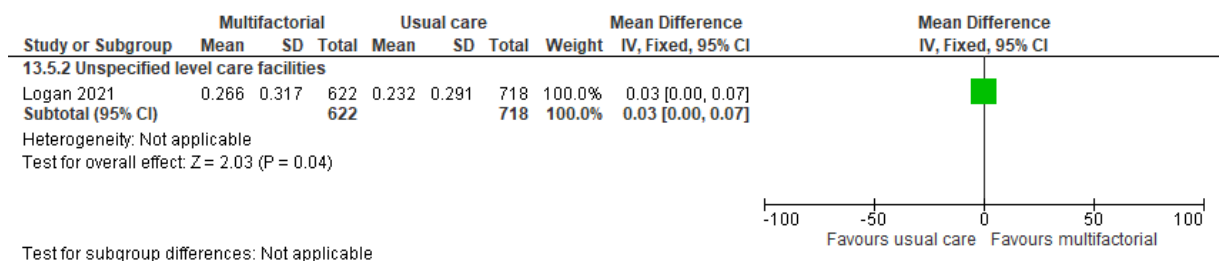 Multifactorial Usual care Mean Difference Mean Difference
Study or Subgroup Mean SD Total Mean SD Total Weight IV, Fixed, 95% CI IV, Fixed, 95% CI
13.5.2 Unspecified level care facilities
Logan 2021 0.266 0.317 622 0.232 0.291 718 100.0% 0.03 [0.00, 0.07]
Subtotal (95% CI) 622 718 100.0% 0.03 [0.00, 0.07]
Heterogeneity: Not applicable
Test for overall effect: Z = 2.03 (P = 0.04)
-100 -50 0 50 100
Favours usual care Favours multifactorial
Test for subgroup differences: Not applicable